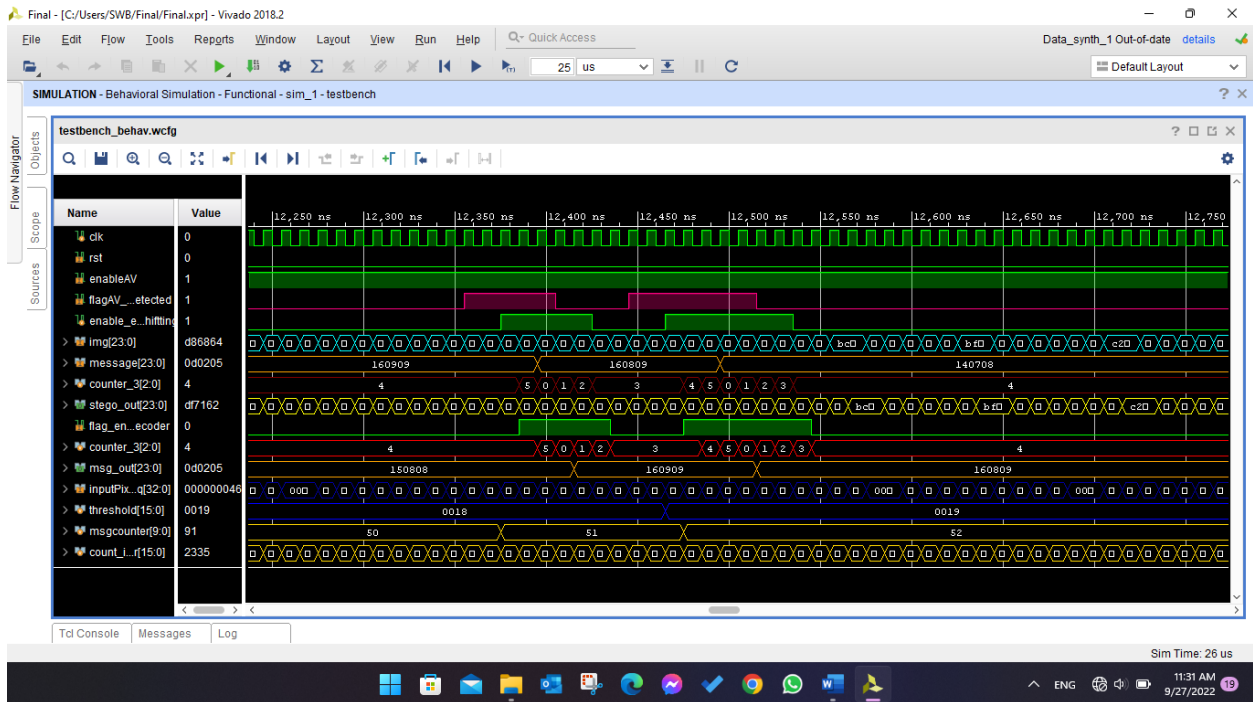 Final - [C:/Users/SWB/Final/Final.xpr] - Vivado 2018.2
File Edit Flow Tools Reports Window Layout View Run Help Quick Access
Data_synth_1 Out-of-date details
25 us
Default Layout
SIMULATION - Behavioral Simulation - Functional - sim_1 - testbench
Flow Navigator
Objects
Scope
Sources
testbench_behav.wcfg
Name Value
12,250 ns 12,300 ns 12,350 ns 12,400 ns 12,450 ns 12,500 ns 12,550 ns 12,600 ns 12,650 ns 12,700 ns 12,750
clk 0
rst 0
enableAV 1
flagAV_...etected 1
enable_e...hiftting 1
img[23:0] d86864 bc0 bf0 c20
message[23:0] 0d0205 160909 160809 140708
counter_3[2:0] 4 4 5 0 1 2 3 4 5 0 1 2 3 4
stego_out[23:0] df7162 bc0 bf0 c20
flag_en...ecoder 0
counter_3[2:0] 4 4 5 0 1 2 3 4 5 0 1 2 3 4
msg_out[23:0] 0d0205 150808 160909 160809
inputPix...q[32:0] 000000046 000 000 000
threshold[15:0] 0019 0018 0019
msgcounter[9:0] 91 50 51 52
count_i...r[15:0] 2335
Tcl Console Messages Log
Sim Time: 26 us
ENG 11:31 AM 19
9/27/2022